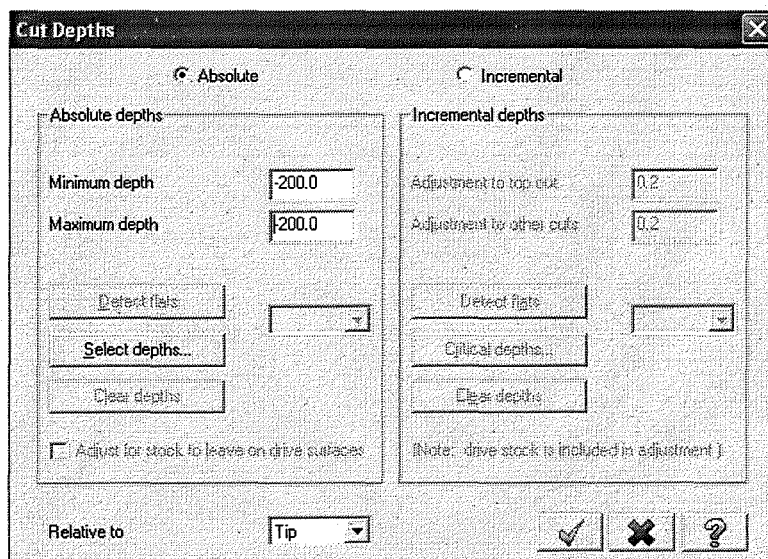 Cut Depths
Absolute
Incremental
Absolute depths
Minimum depth -200.0
Maximum depth -200.0
Detect flats
Select depths...
Clear depths
Adjust for stock to leave on drive surfaces
Incremental depths
Adjustment to top cut 0.2
Adjustment to other cuts 0.2
Detect flats
Critical depths...
Clear depths
(Note: drive stock is included in adjustment.)
Relative to Tip